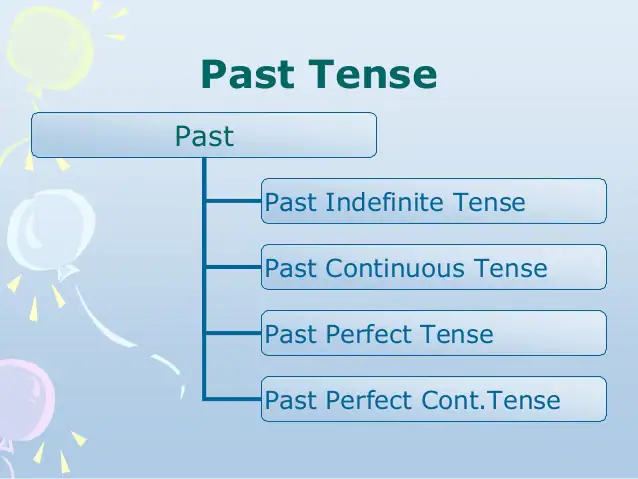 Past Tense
Past
Past Indefinite Tense
Past Continuous Tense
Past Perfect Tense
Past Perfect Cont.Tense